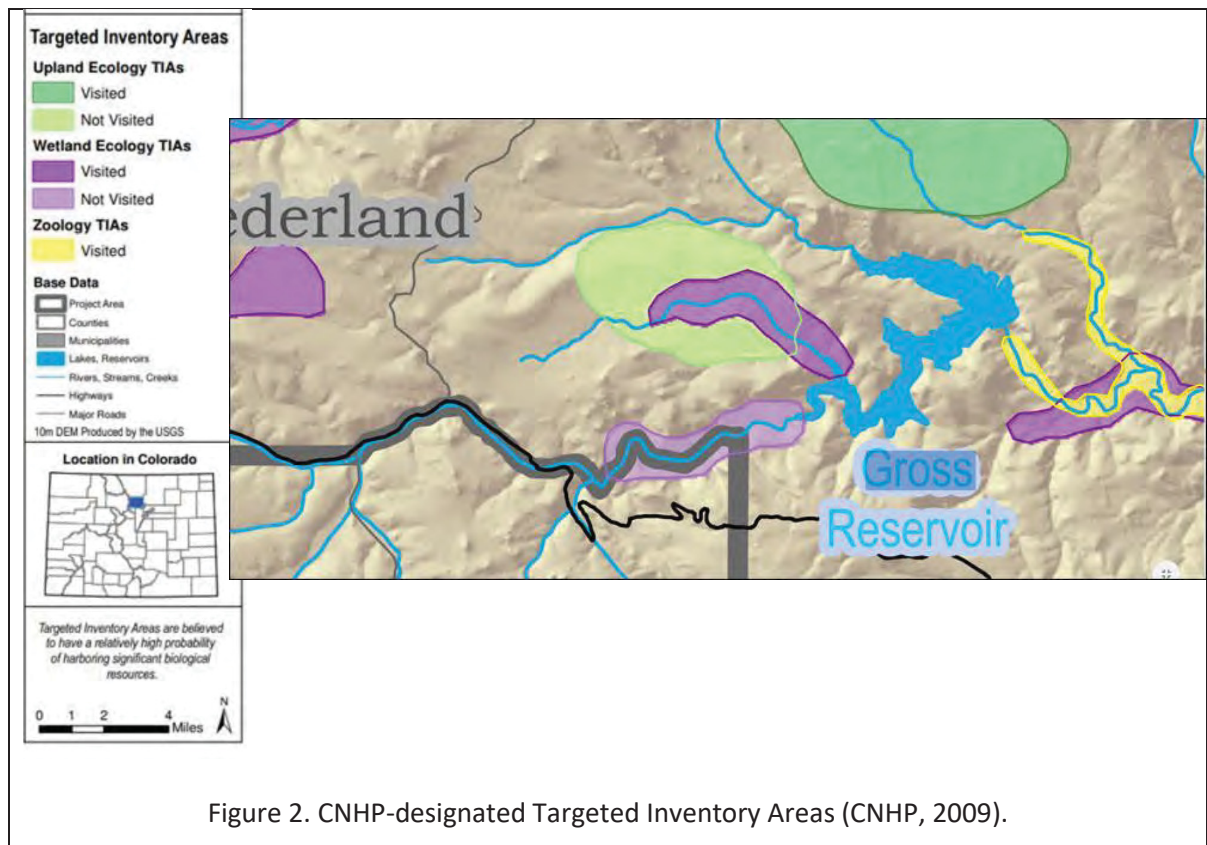 Targeted Inventory Areas
Upland Ecology TIAs
Visited
Not Visited
Wetland Ecology TIAs
Visited
Not Visited
Zoology TIAs
Visited
Base Data
Project Area
Counties
Municipalities
Lakes, Reservoirs
Rivers, Streams, Creeks
Highways
Major Roads
10m DEM Produced by the USGS
Location in Colorado
Targeted Inventory Areas are believed
to have a relatively high probability
of harboring significant biological
resources.
N
0 1 2 4
Miles
ederland
Gross
Reservoir
Figure 2. CNHP-designated Targeted Inventory Areas (CNHP, 2009).